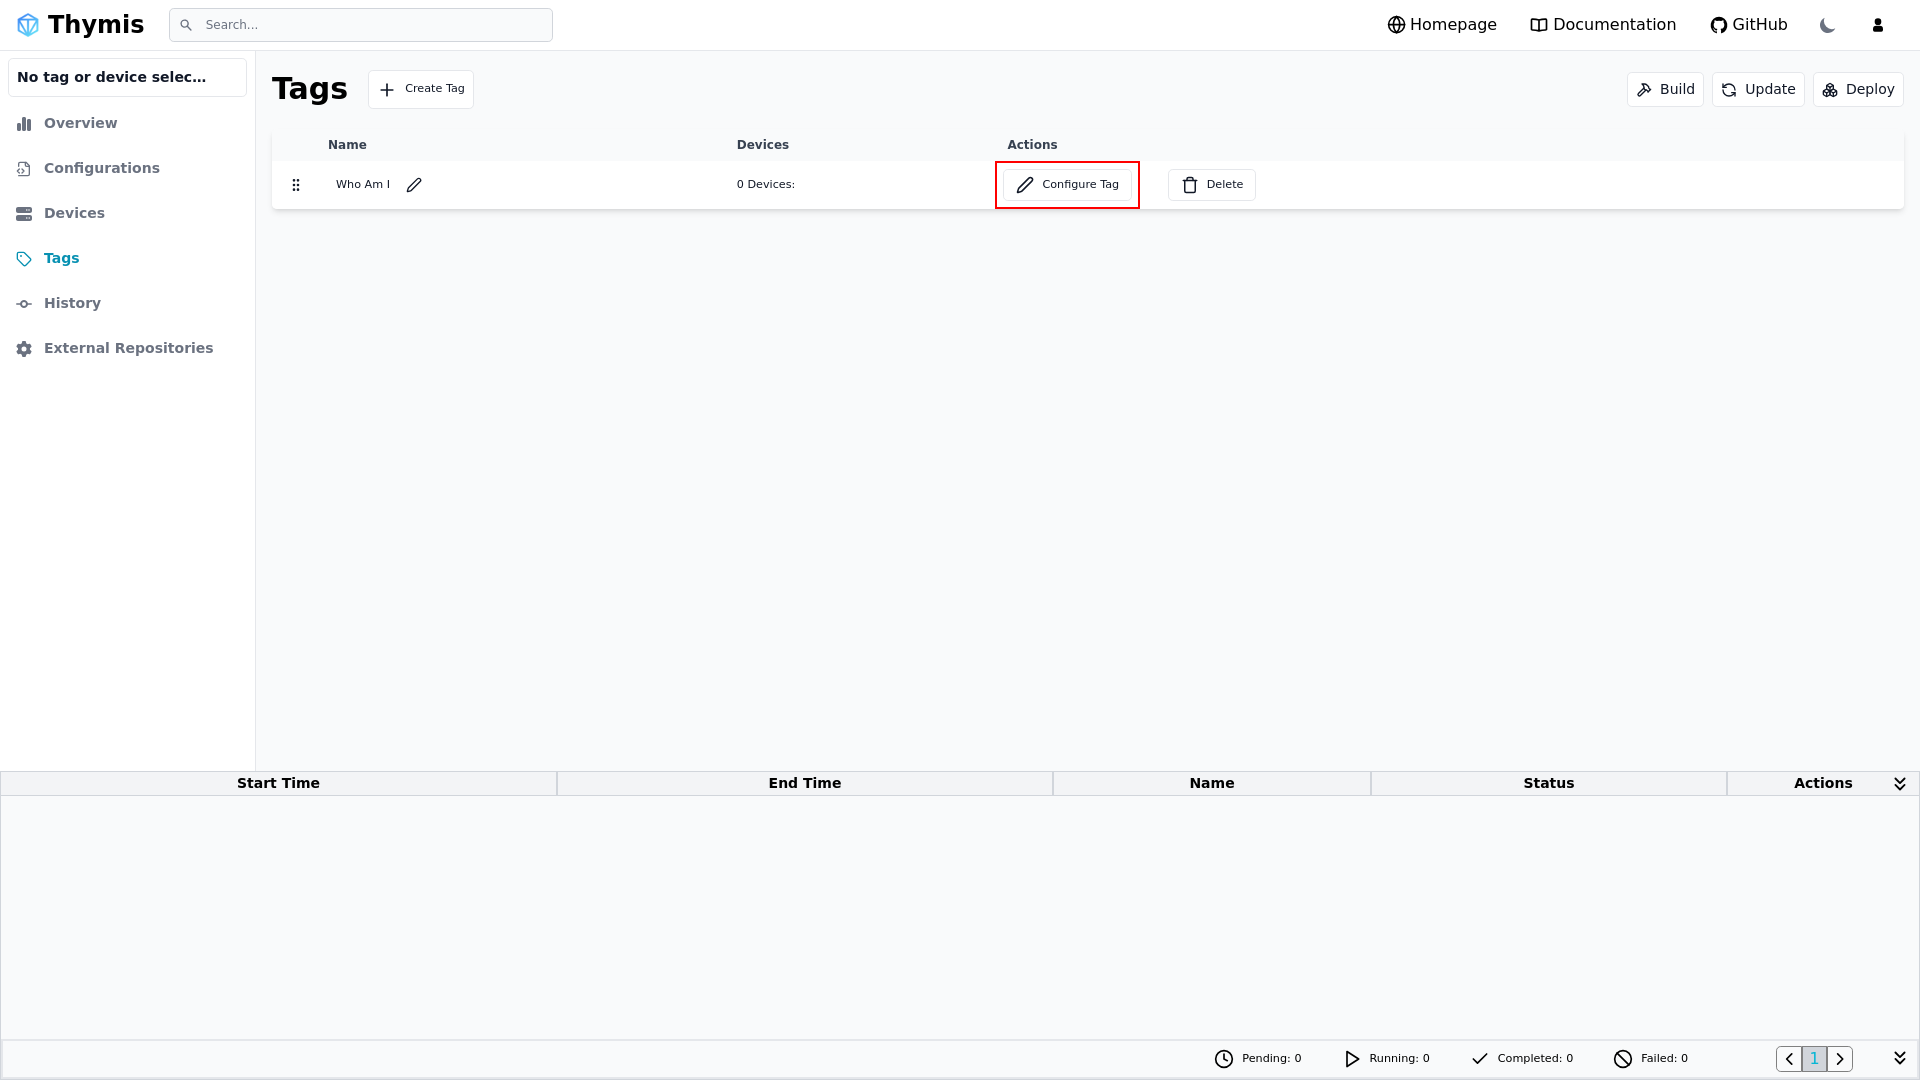 Thymis
Search...
Homepage
Documentation
GitHub
No tag or device selec...
Overview
Configurations
Devices
Tags
History
External Repositories
Tags
Create Tag
Build
Update
Deploy
Name
Devices
Actions
Who Am I
0 Devices:
Configure Tag
Delete
Start Time
End Time
Name
Status
Actions
Pending: 0
Running: 0
Completed: 0
Failed: 0
1